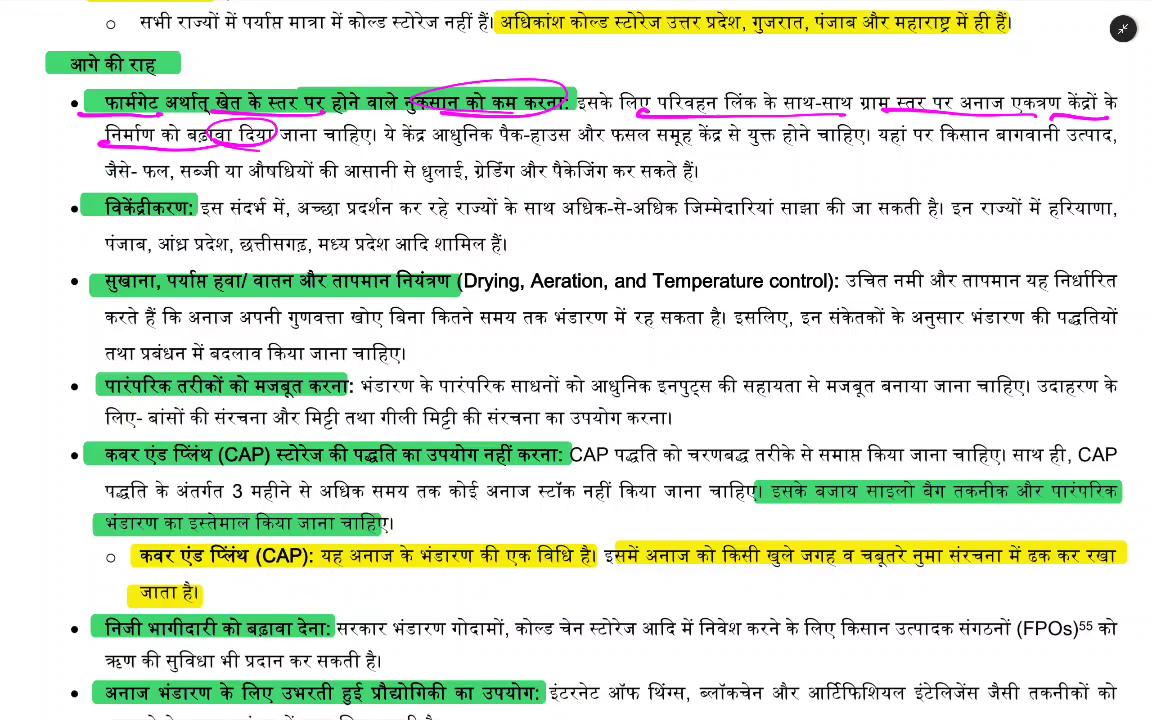 ○ सभी राज्यों में पर्याप्त मात्रा में कोल्ड स्टोरेज नहीं हैं। अधिकांश कोल्ड स्टोरेज उत्तर प्रदेश, गुजरात, पंजाब और महाराष्ट्र में ही हैं।
आगे की राह
• फार्मगेट अर्थात् खेत के स्तर पर होने वाले नुकसान को कम करना: इसके लिए परिवहन लिंक के साथ-साथ ग्राम स्तर पर अनाज एकत्रण केंद्रों के
निर्माण को बढ़ावा दिया जाना चाहिए। ये केंद्र आधुनिक पैक-हाउस और फसल समूह केंद्र से युक्त होने चाहिए। यहां पर किसान बागवानी उत्पाद,
जैसे- फल, सब्जी या औषधियों की आसानी से धुलाई, ग्रेडिंग और पैकेजिंग कर सकते हैं।
• विकेंद्रीकरण: इस संदर्भ में, अच्छा प्रदर्शन कर रहे राज्यों के साथ अधिक-से-अधिक जिम्मेदारियां साझा की जा सकती है। इन राज्यों में हरियाणा,
पंजाब, आंध्र प्रदेश, छत्तीसगढ़, मध्य प्रदेश आदि शामिल हैं।
• सुखाना, पर्याप्त हवा/ वातन और तापमान नियंत्रण (Drying, Aeration, and Temperature control): उचित नमी और तापमान यह निर्धारित
करते हैं कि अनाज अपनी गुणवत्ता खोए बिना कितने समय तक भंडारण में रह सकता है। इसलिए, इन संकेतकों के अनुसार भंडारण की पद्धतियों
तथा प्रबंधन में बदलाव किया जाना चाहिए।
• पारंपरिक तरीकों को मजबूत करना: भंडारण के पारंपरिक साधनों को आधुनिक इनपुट्स की सहायता से मजबूत बनाया जाना चाहिए। उदाहरण के
लिए- बांसों की संरचना और मिट्टी तथा गीली मिट्टी की संरचना का उपयोग करना।
• कवर एंड प्लिंथ (CAP) स्टोरेज की पद्धति का उपयोग नहीं करना: CAP पद्धति को चरणबद्ध तरीके से समाप्त किया जाना चाहिए। साथ ही, CAP
पद्धति के अंतर्गत 3 महीने से अधिक समय तक कोई अनाज स्टॉक नहीं किया जाना चाहिए। इसके बजाय साइलो बैग तकनीक और पारंपरिक
भंडारण का इस्तेमाल किया जाना चाहिए।
○ कवर एंड प्लिंथ (CAP): यह अनाज के भंडारण की एक विधि है। इसमें अनाज को किसी खुले जगह व चबूतरे नुमा संरचना में ढक कर रखा
जाता है।
• निजी भागीदारी को बढ़ावा देना: सरकार भंडारण गोदामों, कोल्ड चेन स्टोरेज आदि में निवेश करने के लिए किसान उत्पादक संगठनों (FPOs)⁵⁵ को
ऋण की सुविधा भी प्रदान कर सकती है।
• अनाज भंडारण के लिए उभरती हुई प्रौद्योगिकी का उपयोग: इंटरनेट ऑफ थिंग्स, ब्लॉकचेन और आर्टिफिशियल इंटेलिजेंस जैसी तकनीकों को